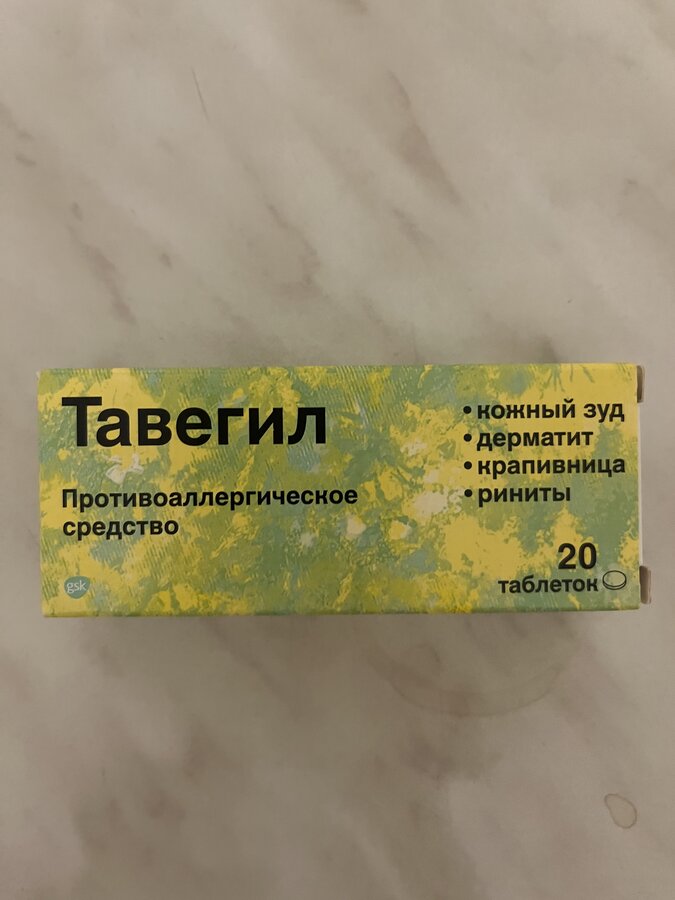 Тавегил
Противоаллергическое
средство
gsk
• кожный зуд
• дерматит
• крапивница
• риниты
20
таблеток